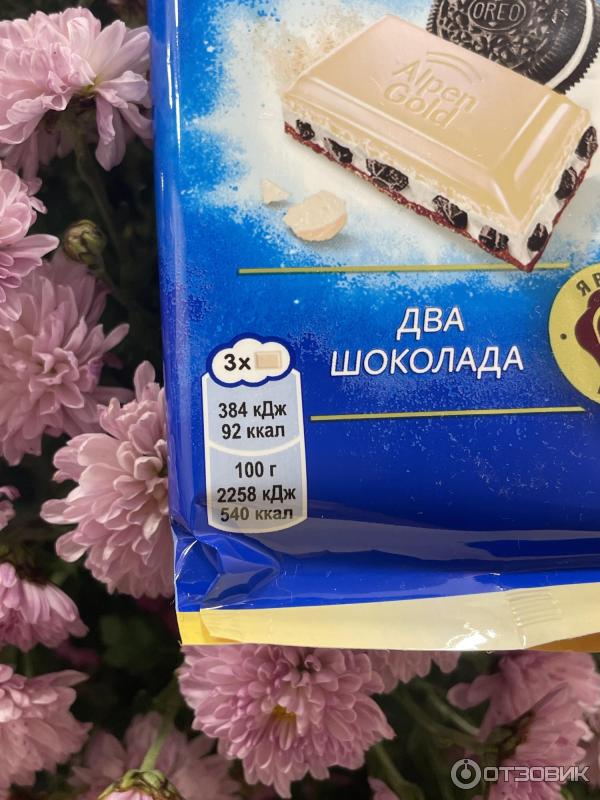 OREO
Alpen
Gold
ДВА
ШОКОЛАДА
3x
384 кДж
92 ккал
100 г
2258 кДж
540 ккал
ОТЗОВИК